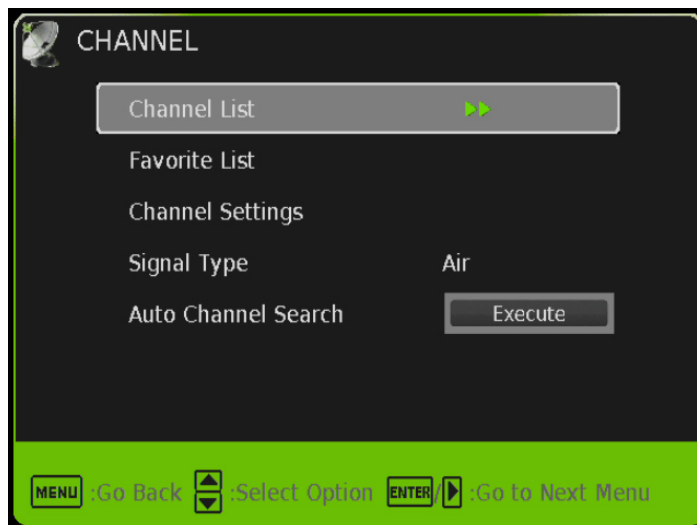 CHANNEL
Channel List
Favorite List
Channel Settings
Signal Type Air
Auto Channel Search Execute
MENU :Go Back :Select Option ENTER/ :Go to Next Menu